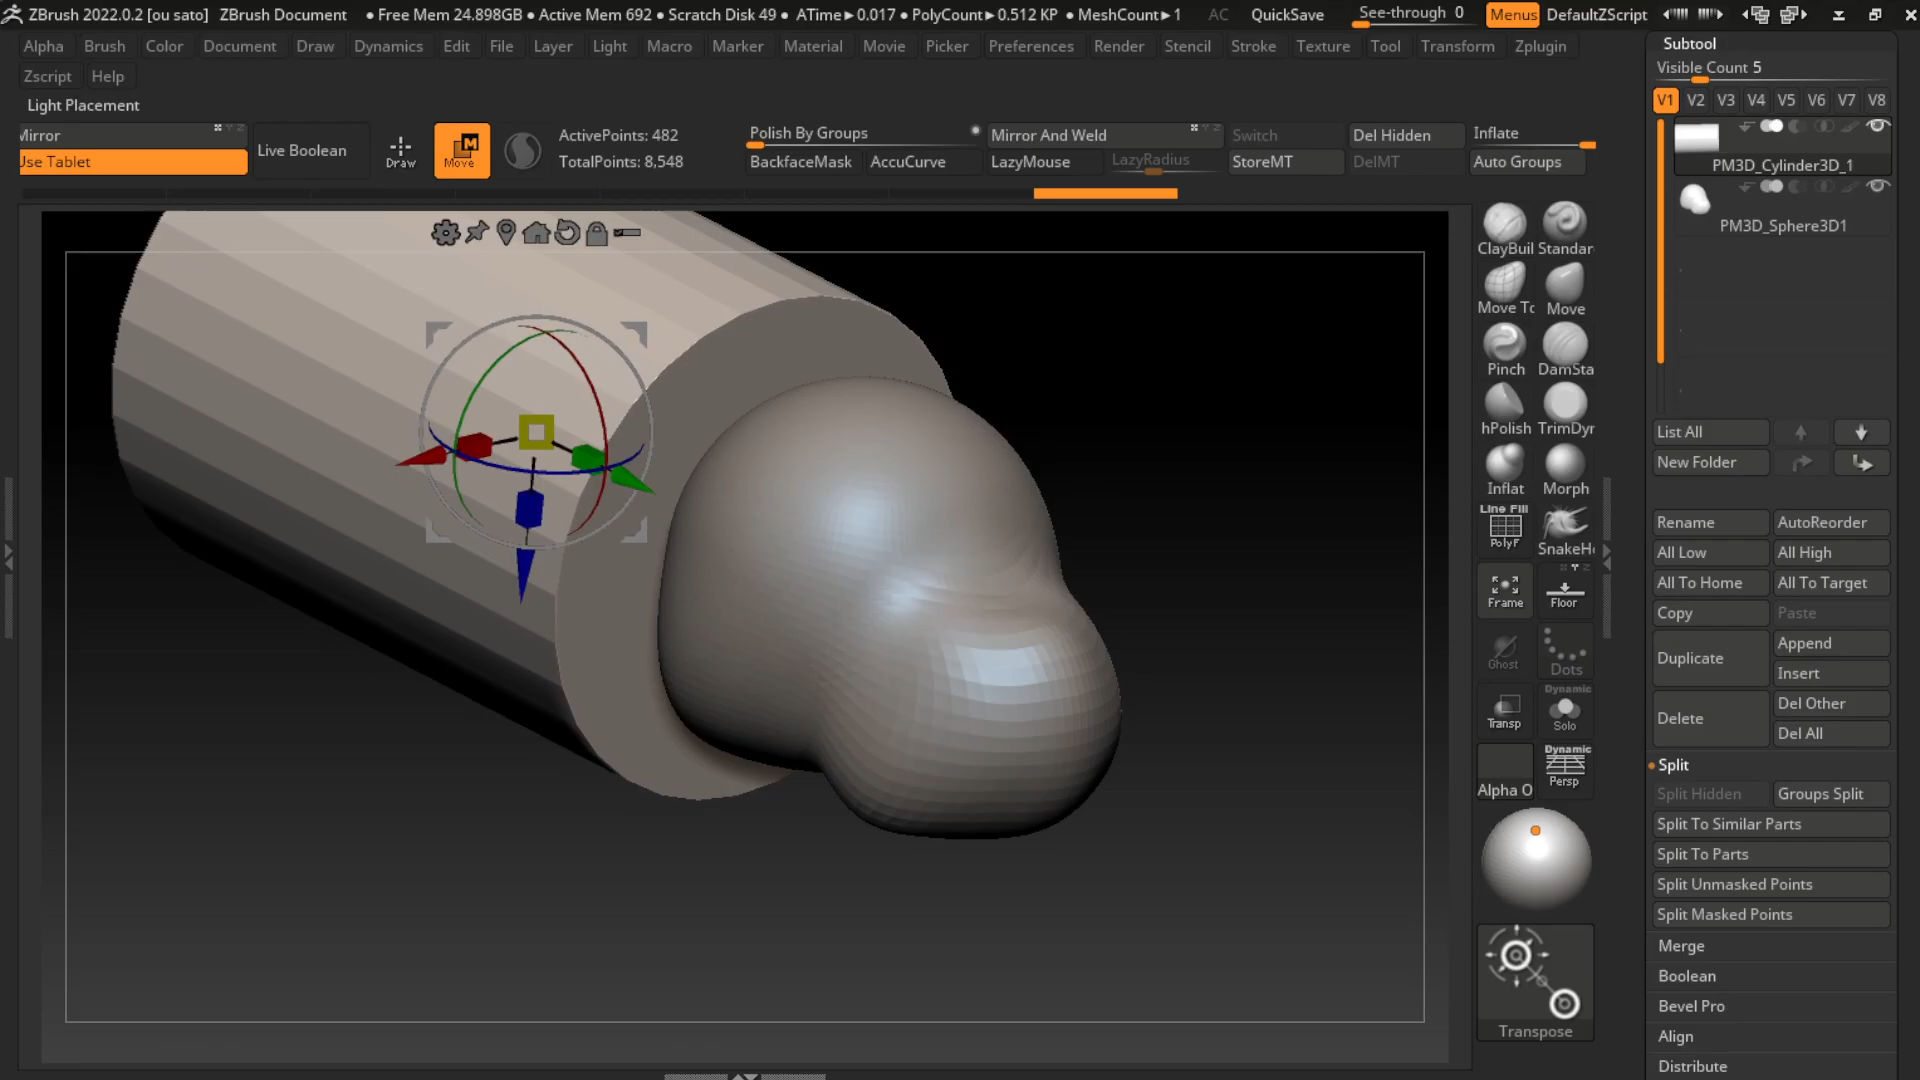 ZBrush 2022.0.2 [ou sato] ZBrush Document ● Free Mem 24.898GB ● Active Mem 692 ● Scratch Disk 49 ● ATime►0.017 ● PolyCount►0.512 KP ● MeshCount►1 AC QuickSave See-through 0 Menus DefaultZScript
Alpha Brush Color Document Draw Dynamics Edit File Layer Light Macro Marker Material Movie Picker Preferences Render Stencil Stroke Texture Tool Transform Zplugin
Zscript Help
Light Placement
Mirror
Use Tablet
Live Boolean
Draw
M
Move
ActivePoints: 482
TotalPoints: 8,548
Polish By Groups
BackfaceMask AccuCurve
Mirror And Weld
LazyMouse LazyRadius
Switch
StoreMT
Del Hidden
DelMT
Inflate
Auto Groups
ClayBuil Standar
Move To Move
Pinch DamSta
hPolish TrimDyr
Inflat Morph
Line Fill
PolyF
SnakeH
Frame
Floor
Ghost
Dots
Transp
Dynamic
Solo
Alpha O
Dynamic
Persp
Transpose
Subtool
Visible Count 5
V1 V2 V3 V4 V5 V6 V7 V8
PM3D_Cylinder3D_1
PM3D_Sphere3D1
List All
New Folder
Rename AutoReorder
All Low All High
All To Home All To Target
Copy Paste
Duplicate Append
Insert
Delete Del Other
Del All
Split
Split Hidden Groups Split
Split To Similar Parts
Split To Parts
Split Unmasked Points
Split Masked Points
Merge
Boolean
Bevel Pro
Align
Distribute